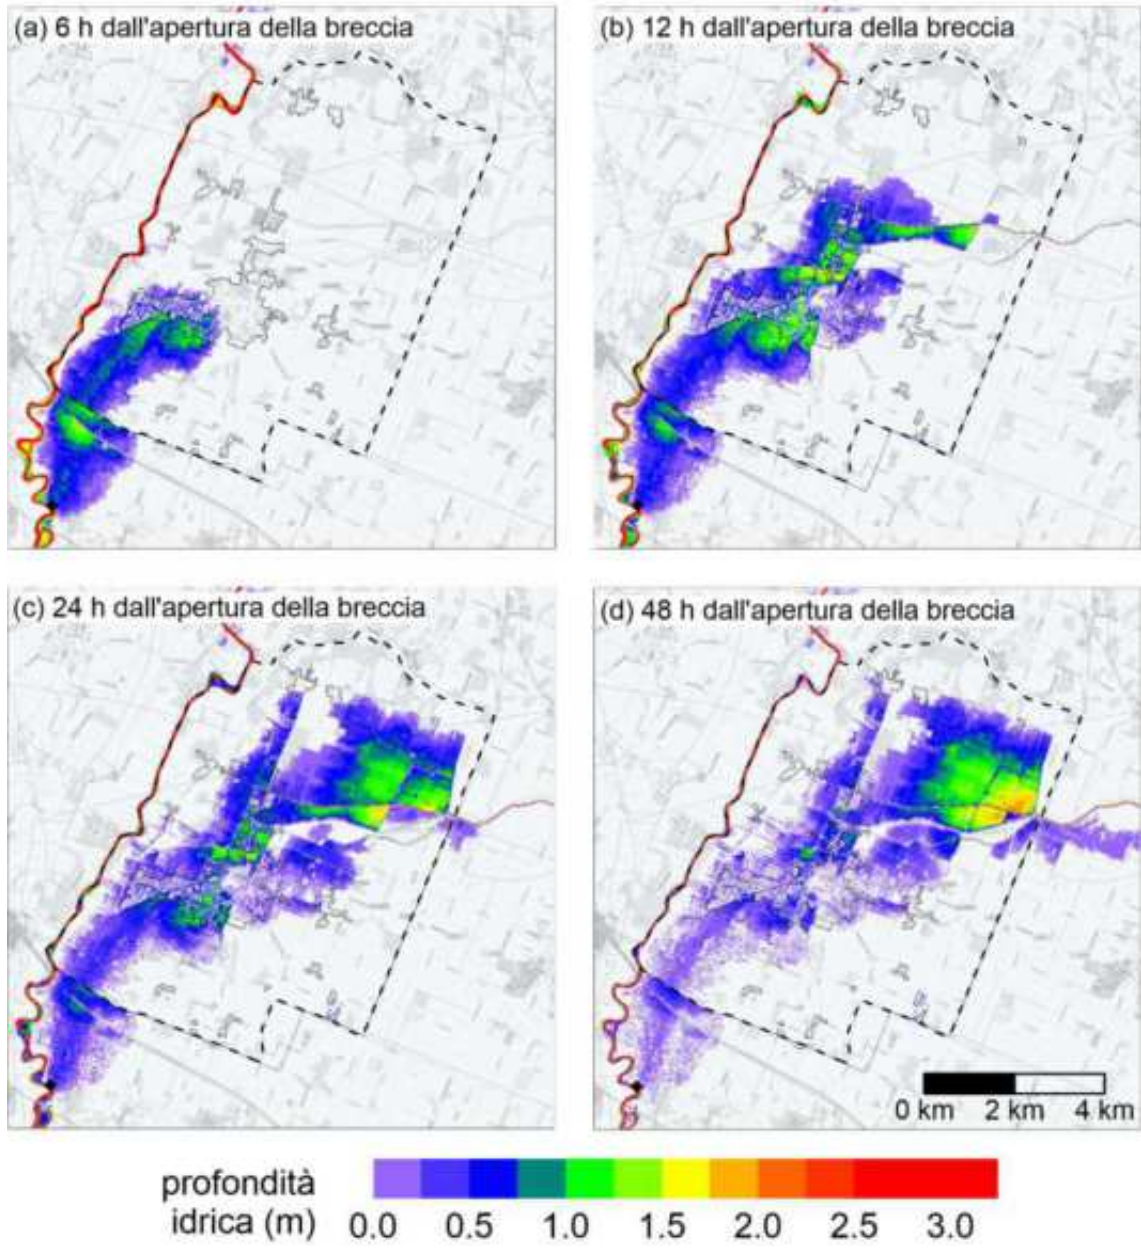 (a) 6 h dall'apertura della breccia
(b) 12 h dall'apertura della breccia
(c) 24 h dall'apertura della breccia
(d) 48 h dall'apertura della breccia
0 km 2 km 4 km
profondità
idrica (m) 0.0 0.5 1.0 1.5 2.0 2.5 3.0